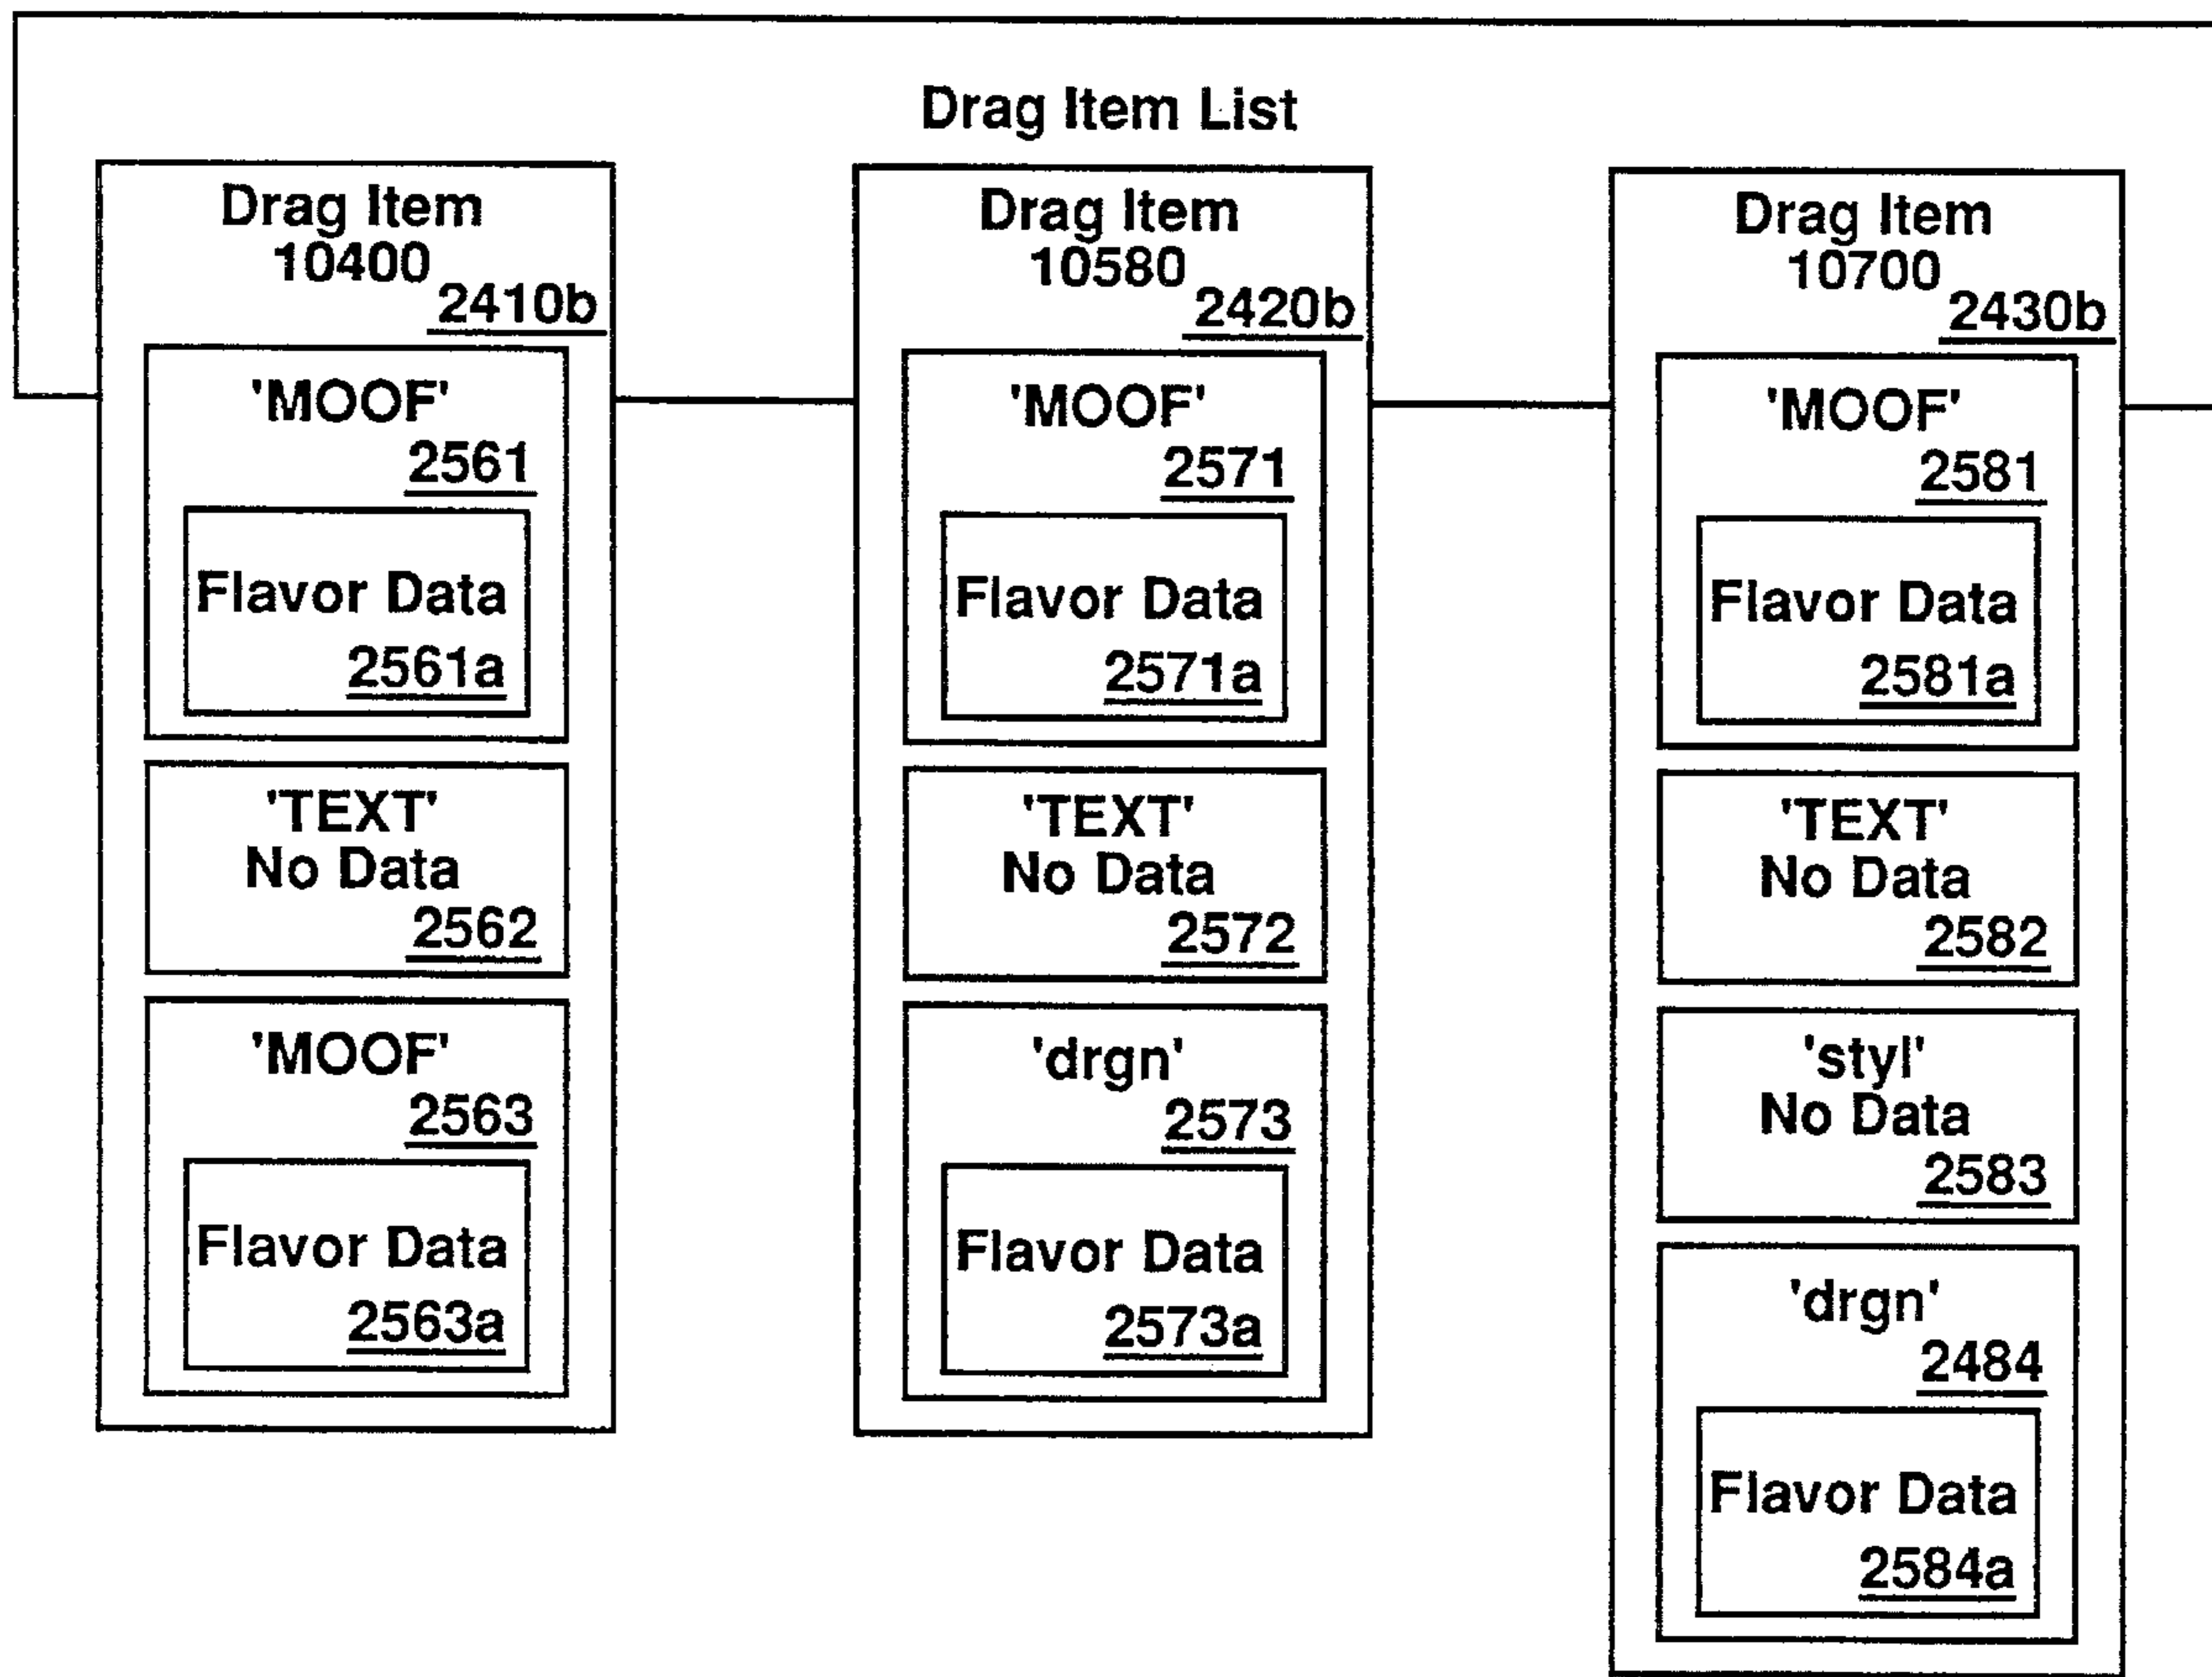 Drag Item List
Drag Item
10400
2410b
'MOOF'
2561
Flavor Data
2561a
'TEXT'
No Data
2562
'MOOF'
2563
Flavor Data
2563a
Drag Item
10580
2420b
'MOOF'
2571
Flavor Data
2571a
'TEXT'
No Data
2572
'drgn'
2573
Flavor Data
2573a
Drag Item
10700
2430b
'MOOF'
2581
Flavor Data
2581a
'TEXT'
No Data
2582
'styl'
No Data
2583
'drgn'
2484
Flavor Data
2584a